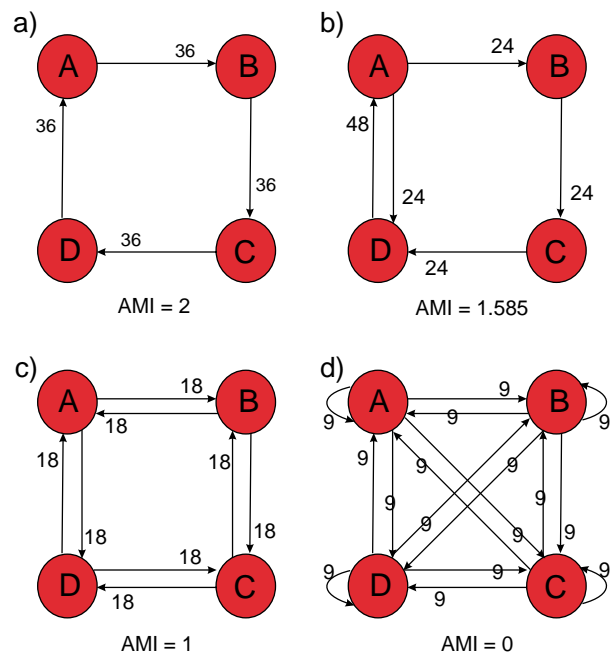 a)
A
36
B
36
36
D
36
C
AMI = 2
b)
A
24
B
48
24
24
D
24
C
AMI = 1.585
c)
A
18
B
18
18
18
18
18
D
18
C
18
AMI = 1
d)
A
9
B
9
9
9
9
9
9
9
9
9
9
9
9
D
9
C
9
9
AMI = 0